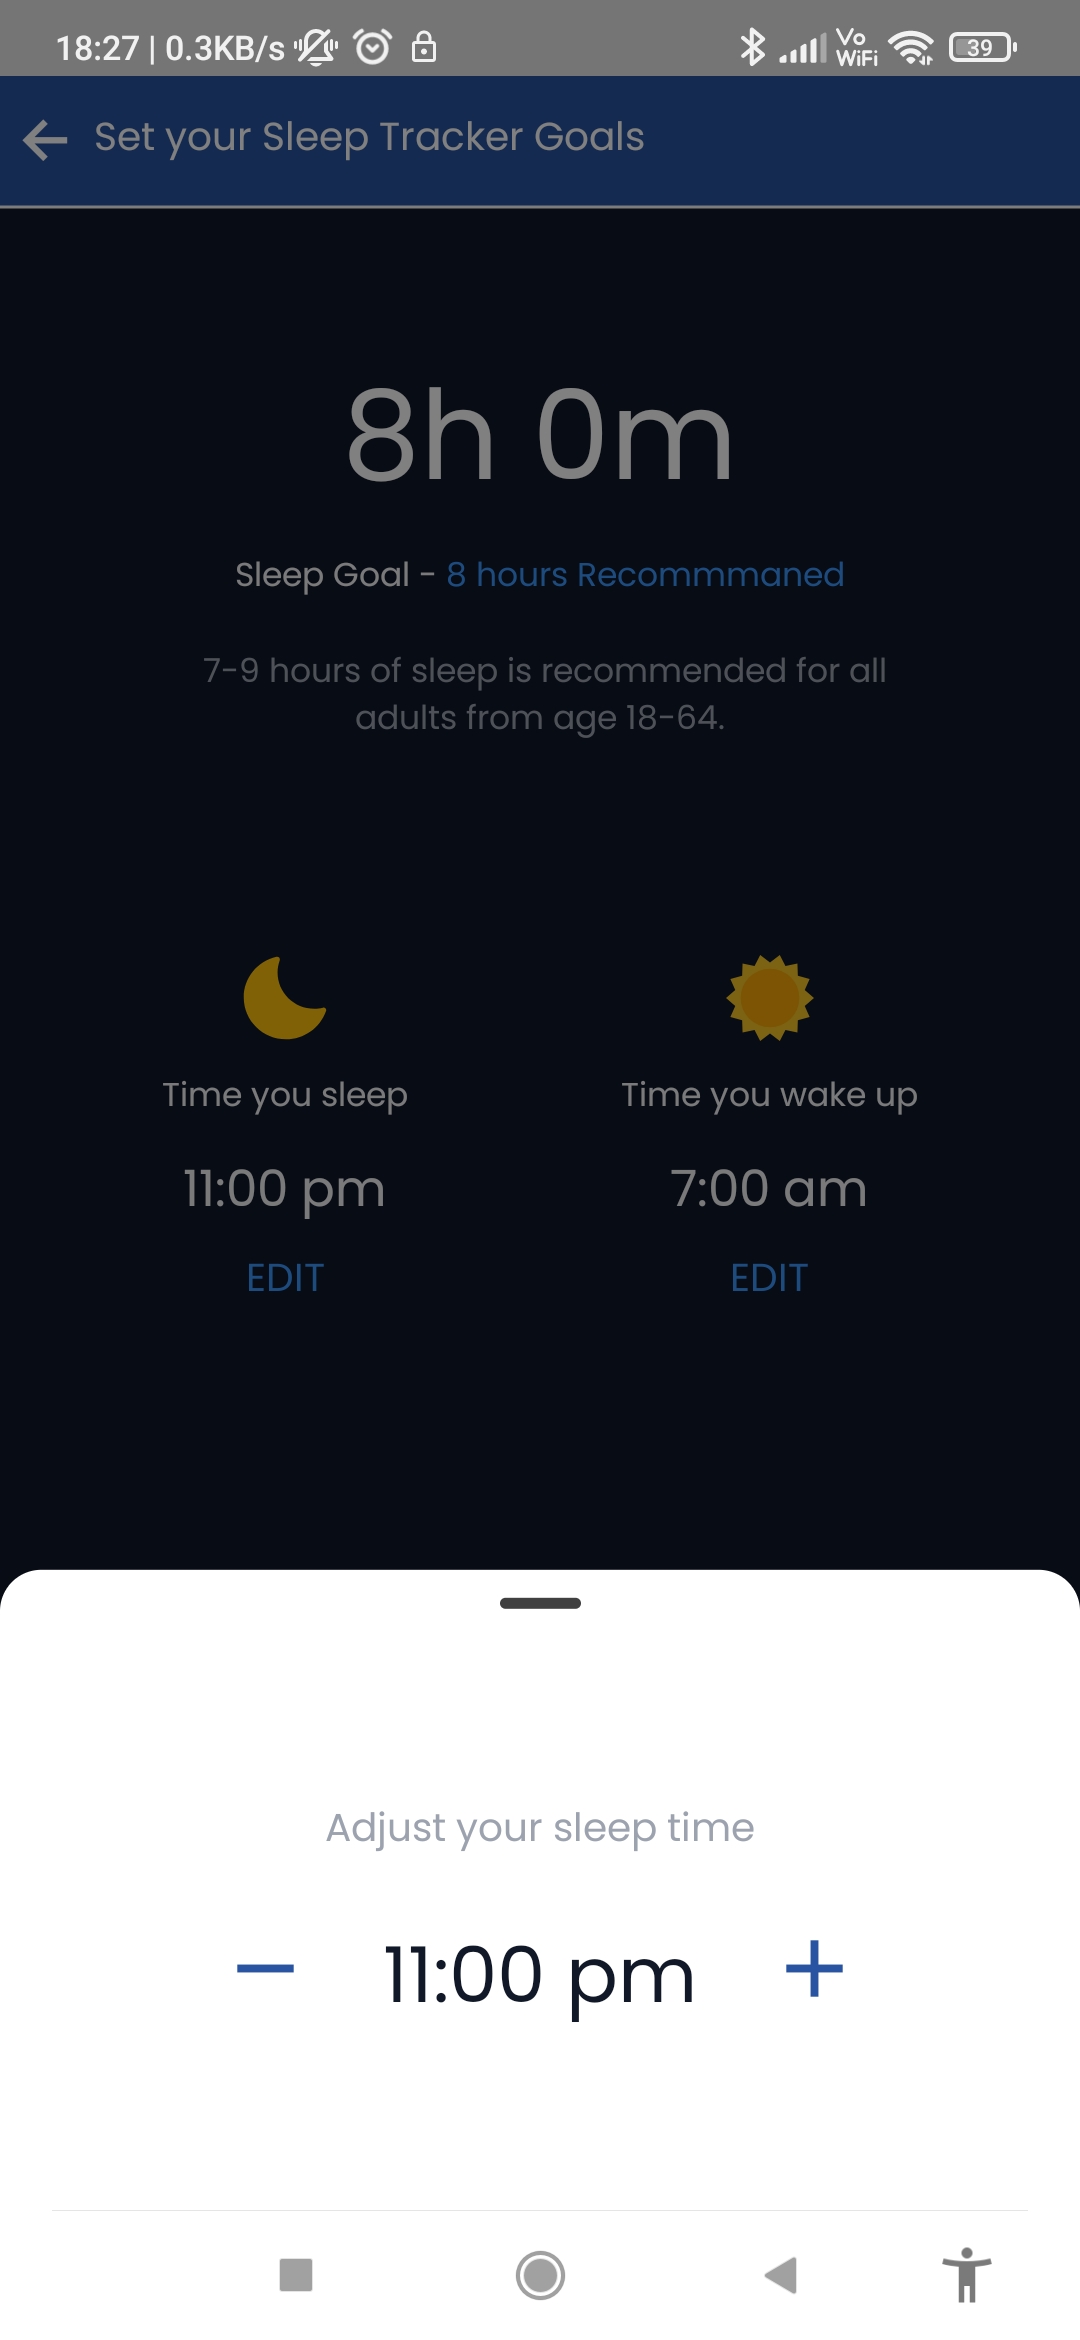 18:27 | 0.3KB/s Vo WiFi 39
Set your Sleep Tracker Goals
8h 0m
Sleep Goal - 8 hours Recommmaned
7-9 hours of sleep is recommended for all
adults from age 18-64.
Time you sleep Time you wake up
11:00 pm 7:00 am
EDIT EDIT
Adjust your sleep time
11:00 pm